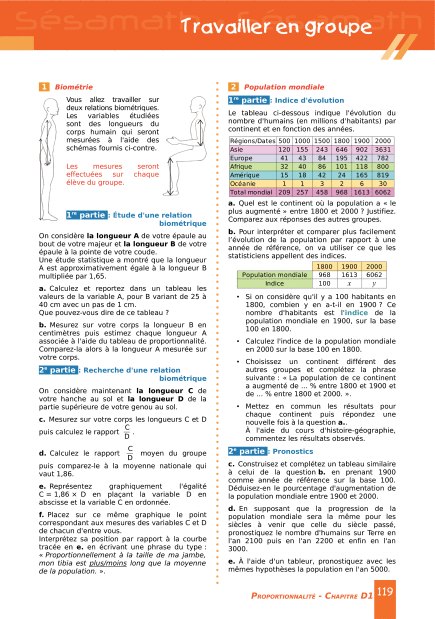 Sésamath
Sésamath
Travailler en groupe
1 Biométrie
Vous allez travailler sur
deux relations biométriques.
Les variables étudiées
sont des longueurs du
corps humain qui seront
mesurées à l'aide des
schémas fournis ci-contre.
Les mesures seront
effectuées sur chaque
élève du groupe.
1re partie : Étude d'une relation
biométrique
On considère la longueur A de votre épaule au
bout de votre majeur et la longueur B de votre
épaule à la pointe de votre coude.
Une étude statistique a montré que la longueur
A est approximativement égale à la longueur B
multipliée par 1,65.
a. Calculez et reportez dans un tableau les
valeurs de la variable A, pour B variant de 25 à
40 cm avec un pas de 1 cm.
Que pouvez-vous dire de ce tableau ?
b. Mesurez sur votre corps la longueur B en
centimètres puis estimez chaque longueur A
associée à l'aide du tableau de proportionnalité.
Comparez-la alors à la longueur A mesurée sur
votre corps.
2e partie : Recherche d'une relation
biométrique
On considère maintenant la longueur C de
votre hanche au sol et la longueur D de la
partie supérieure de votre genou au sol.
c. Mesurez sur votre corps les longueurs C et D
puis calculez le rapport C/D .
d. Calculez le rapport C/D moyen du groupe
puis comparez-le à la moyenne nationale qui
vaut 1,86.
e. Représentez graphiquement l'égalité
C = 1,86 × D en plaçant la variable D en
abscisse et la variable C en ordonnée.
f. Placez sur ce même graphique le point
correspondant aux mesures des variables C et D
de chacun d'entre vous.
Interprétez sa position par rapport à la courbe
tracée en e. en écrivant une phrase du type :
« Proportionnellement à la taille de ma jambe,
mon tibia est plus/moins long que la moyenne
de la population. ».
2 Population mondiale
1re partie : Indice d'évolution
Le tableau ci-dessous indique l'évolution du
nombre d'humains (en millions d'habitants) par
continent et en fonction des années.
Régions/Dates 500 1000 1500 1800 1900 2000
Asie 120 155 243 646 902 3631
Europe 41 43 84 195 422 782
Afrique 32 40 86 101 118 800
Amérique 15 18 42 24 165 819
Océanie 1 1 3 2 6 30
Total mondial 209 257 458 968 1613 6062
a. Quel est le continent où la population a « le
plus augmenté » entre 1800 et 2000 ? Justifiez.
Comparez aux réponses des autres groupes.
b. Pour interpréter et comparer plus facilement
l'évolution de la population par rapport à une
année de référence, on va utiliser ce que les
statisticiens appellent des indices.
1800 1900 2000
Population mondiale 968 1613 6062
Indice 100 x y
• Si on considère qu'il y a 100 habitants en
1800, combien y en a-t-il en 1900 ? Ce
nombre d'habitants est l'indice de la
population mondiale en 1900, sur la base
100 en 1800.
• Calculez l'indice de la population mondiale
en 2000 sur la base 100 en 1800.
• Choisissez un continent différent des
autres groupes et complétez la phrase
suivante : « La population de ce continent
a augmenté de ... % entre 1800 et 1900 et
de ... % entre 1800 et 2000. ».
• Mettez en commun les résultats pour
chaque continent puis répondez une
nouvelle fois à la question a..
À l'aide du cours d'histoire-géographie,
commentez les résultats observés.
2e partie : Pronostics
c. Construisez et complétez un tableau similaire
à celui de la question b. en prenant 1900
comme année de référence sur la base 100.
Déduisez-en le pourcentage d'augmentation de
la population mondiale entre 1900 et 2000.
d. En supposant que la progression de la
population mondiale sera la même pour les
siècles à venir que celle du siècle passé,
pronostiquez le nombre d'humains sur Terre en
l'an 2100 puis en l'an 2200 et enfin en l'an
3000.
e. À l'aide d'un tableur, pronostiquez avec les
mêmes hypothèses la population en l'an 5000.
Proportionnalité - Chapitre D1 119